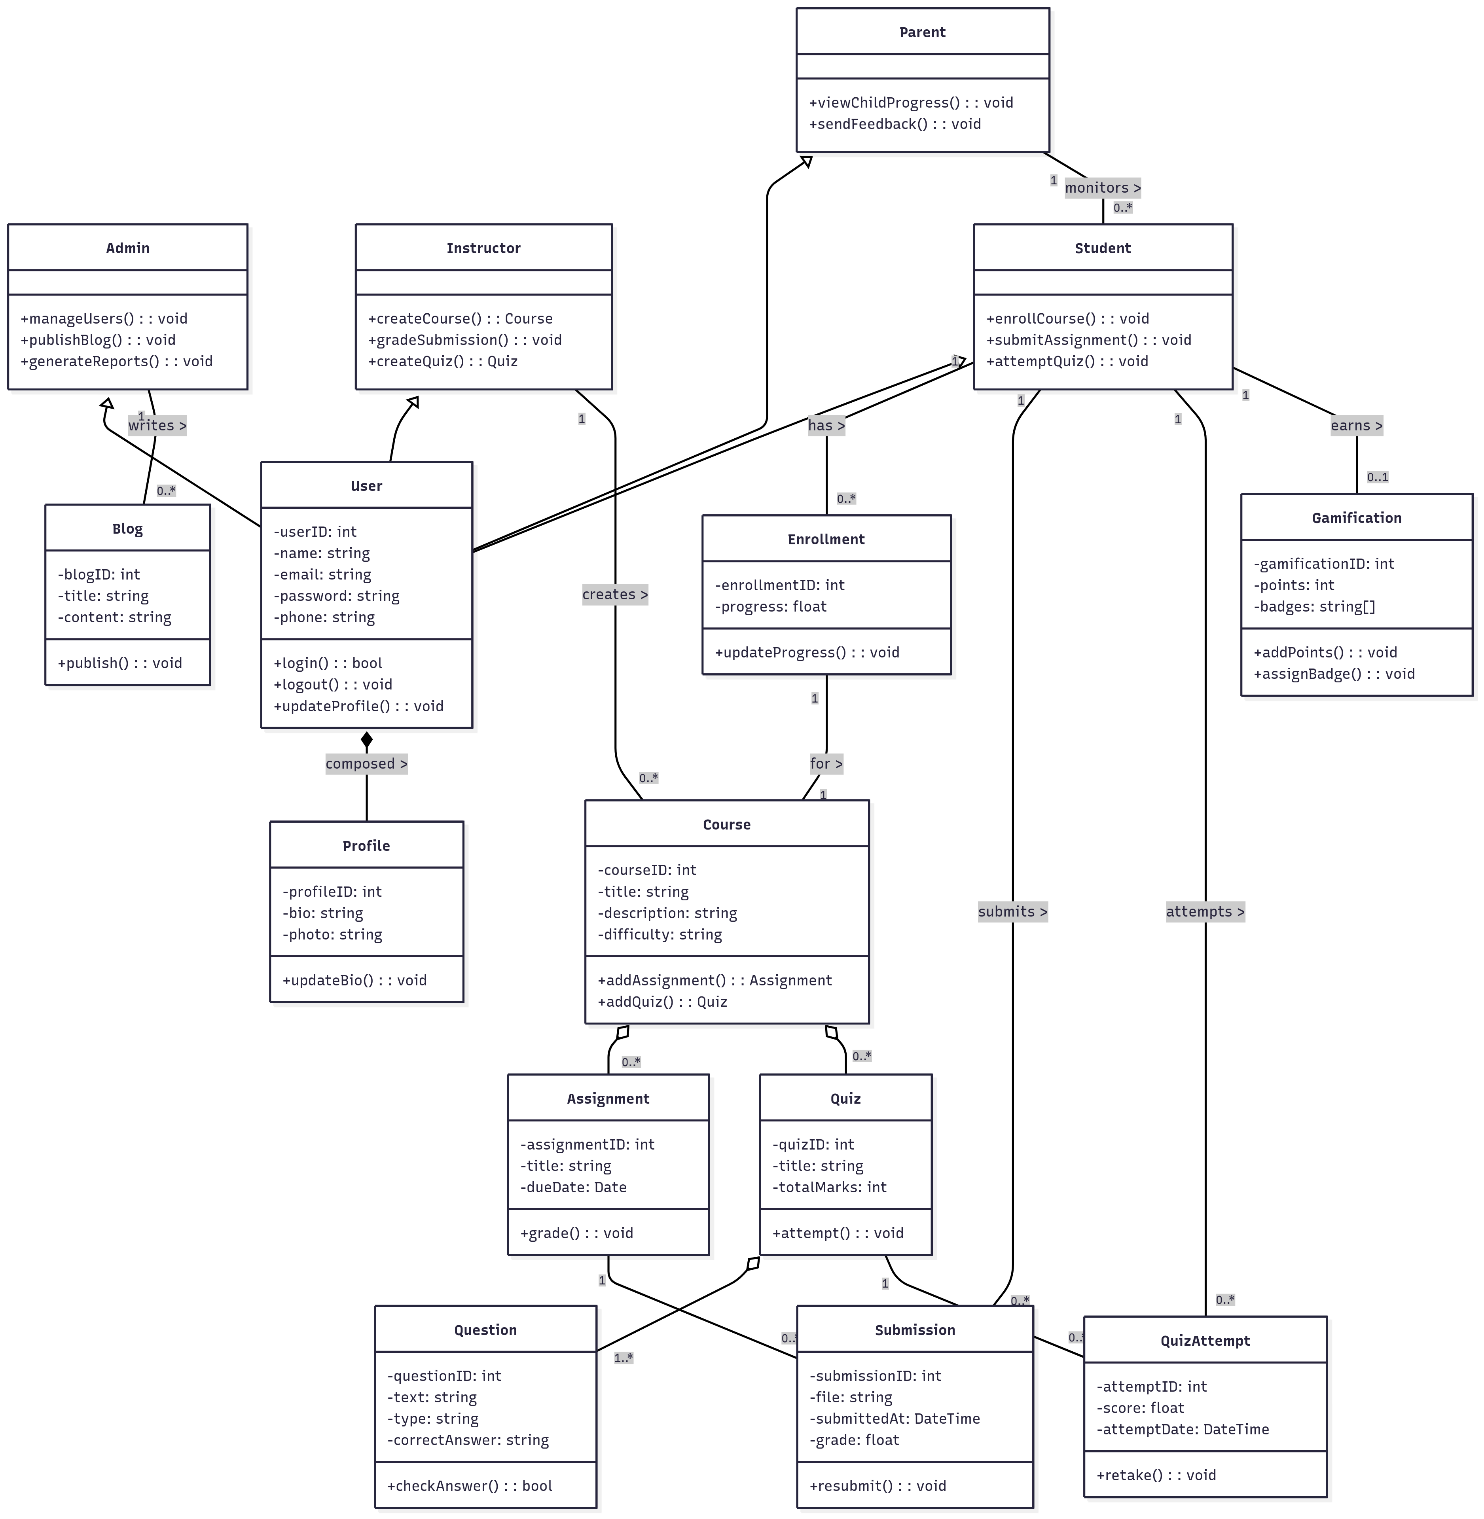 Parent
+viewChildProgress() : : void
+sendFeedback() : : void
1
monitors >
0..*
Admin
+manageUsers() : : void
+publishBlog() : : void
+generateReports() : : void
Instructor
+createCourse() : : Course
+gradeSubmission() : : void
+createQuiz() : : Quiz
Student
+enrollCourse() : : void
+submitAssignment() : : void
+attemptQuiz() : : void
1
1
writes >
0..*
1
has >
0..*
1
1
1
earns >
0..1
Blog
-blogID: int
-title: string
-content: string
+publish() : : void
User
-userID: int
-name: string
-email: string
-password: string
-phone: string
+login() : : bool
+logout() : : void
+updateProfile() : : void
creates >
Enrollment
-enrollmentID: int
-progress: float
+updateProgress() : : void
Gamification
-gamificationID: int
-points: int
-badges: string[]
+addPoints() : : void
+assignBadge() : : void
composed >
0..*
1
for >
1
Profile
-profileID: int
-bio: string
-photo: string
+updateBio() : : void
Course
-courseID: int
-title: string
-description: string
-difficulty: string
+addAssignment() : : Assignment
+addQuiz() : : Quiz
submits >
attempts >
0..*
0..*
Assignment
-assignmentID: int
-title: string
-dueDate: Date
+grade() : : void
Quiz
-quizID: int
-title: string
-totalMarks: int
+attempt() : : void
1
1
0..*
0..*
Question
-questionID: int
-text: string
-type: string
-correctAnswer: string
+checkAnswer() : : bool
1..*
Submission
-submissionID: int
-file: string
-submittedAt: DateTime
-grade: float
+resubmit() : : void
QuizAttempt
-attemptID: int
-score: float
-attemptDate: DateTime
+retake() : : void